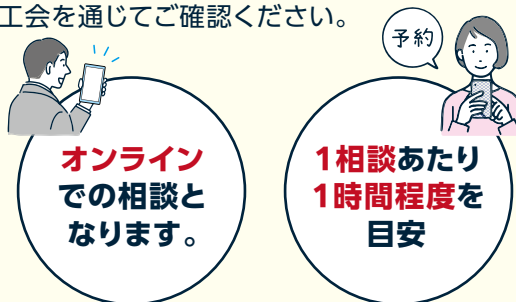 工会を通じてご確認ください。
予約
オンライン
での相談と
なります。
1相談あたり
1時間程度を
目安